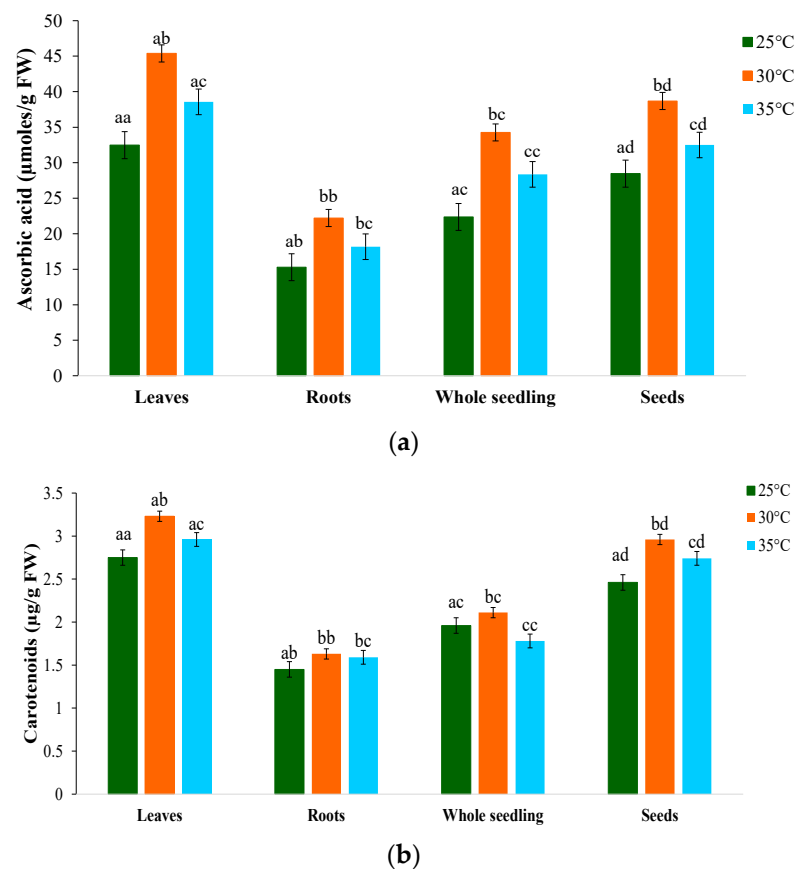 50
45
40
35
30
25
20
15
10
5
0
Ascorbic acid (µmoles/g FW)
aa
ab
ac
ab
bb
bc
ac
bc
cc
ad
bd
cd
25°C
30°C
35°C
Leaves
Roots
Whole seedling
Seeds
(a)
3.5
3
2.5
2
1.5
1
0.5
0
Carotenoids (µg/g FW)
aa
ab
ac
ab
bb
bc
ac
bc
cc
ad
bd
cd
25°C
30°C
35°C
Leaves
Roots
Whole seedling
Seeds
(b)